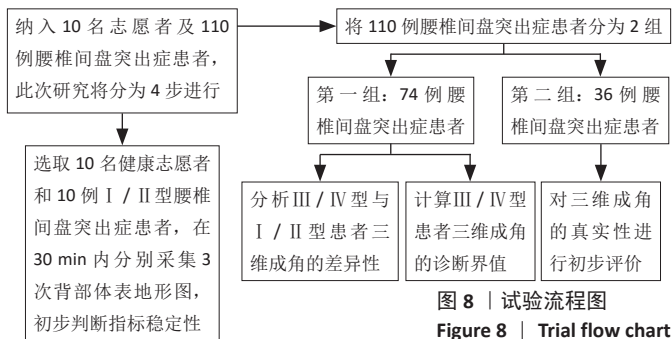 纳入 10 名志愿者及 110
例腰椎间盘突出症患者，
此次研究将分为 4 步进行
将 110 例腰椎间盘突出症患者分为 2 组
第一组：74 例腰
椎间盘突出症患者
第二组：36 例腰
椎间盘突出症患者
选取 10 名健康志愿者
和 10 例Ⅰ / Ⅱ型腰椎
间盘突出症患者，在
30 min 内分别采集 3
次背部体表地形图，
初步判断指标稳定性
分析Ⅲ / Ⅳ型与
Ⅰ / Ⅱ型患者三
维成角的差异性
计算Ⅲ / Ⅳ型
患者三维成角
的诊断界值
对三维成角
的真实性进
行初步评价
图 8 ｜试验流程图
Figure 8 ｜ Trial flow chart